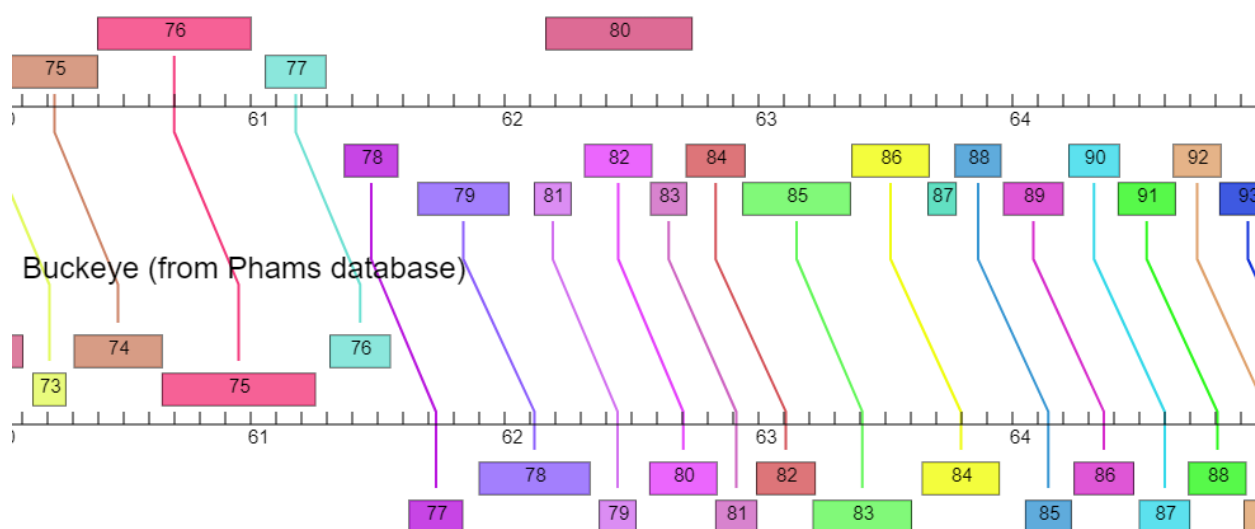 76 80
75 77
61 62 63 64
78 82 84 86 88 90 92
79 81 83 85 87 89 91 93
Buckeye (from Phams database)
74 76
73 75
61 62 63 64
78 80 82 84 86 88
77 79 81 83 85 87